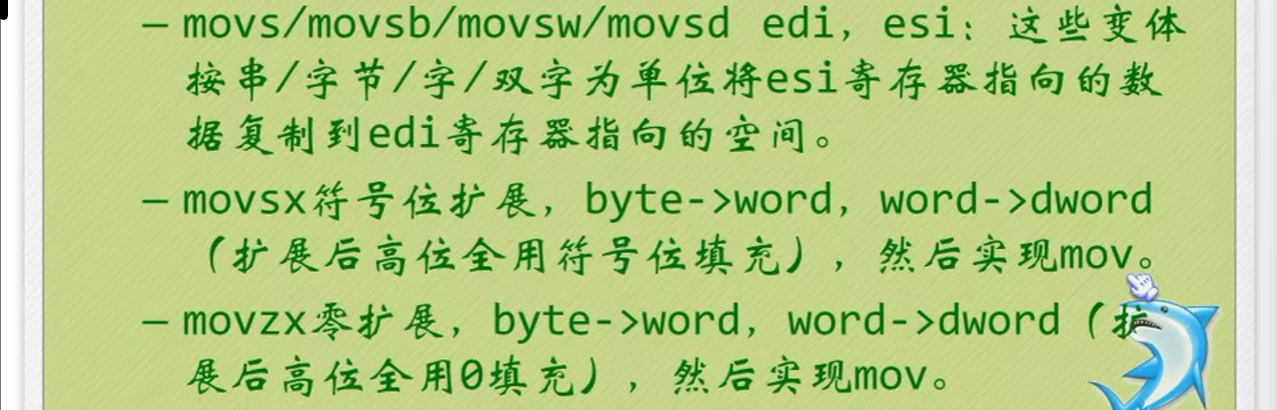 – movs/movsb/movsw/movsd edi, esi: 这些变体
按串/字节/字/双字为单位将esi寄存器指向的数
据复制到edi寄存器指向的空间。
– movsx符号位扩展, byte->word, word->dword
（扩展后高位全用符号位填充）, 然后实现mov。
– movzx零扩展, byte->word, word->dword（扩
展后高位全用0填充）, 然后实现mov。